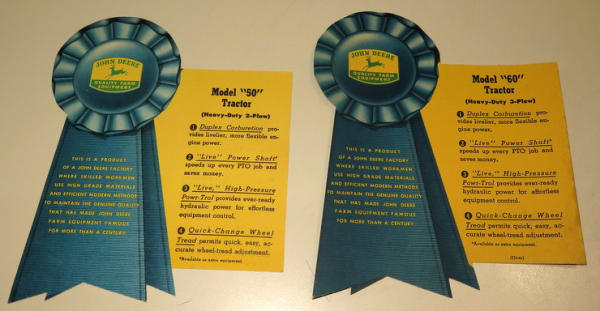 JOHN DEERE
QUALITY FARM
EQUIPMENT
THIS IS A PRODUCT
OF A JOHN DEERE FACTORY
WHERE SKILLED WORKMEN
USE HIGH GRADE MATERIALS
AND EFFICIENT MODERN METHODS
TO MAINTAIN THE GENUINE QUALITY
THAT HAS MADE JOHN DEERE
FARM EQUIPMENT FAMOUS
FOR MORE THAN A CENTURY.
Model "50"
Tractor
(Heavy-Duty 2-Plow)
1 Duplex Carburetion pro-
vides livelier, more flexible en-
gine power.
2 "Live" Power Shaft*
speeds up every PTO job and
saves money.
3 "Live," High-Pressure
Powr-Trol provides ever-ready
hydraulic power for effortless
equipment control.
4 Quick-Change Wheel
Tread permits quick, easy, ac-
curate wheel-tread adjustment.
*Available as extra equipment.
JOHN DEERE
QUALITY FARM
EQUIPMENT
THIS IS A PRODUCT
OF A JOHN DEERE FACTORY
WHERE SKILLED WORKMEN
USE HIGH GRADE MATERIALS
AND EFFICIENT MODERN METHODS
TO MAINTAIN THE GENUINE QUALITY
THAT HAS MADE JOHN DEERE
FARM EQUIPMENT FAMOUS
FOR MORE THAN A CENTURY.
Model "60"
Tractor
(Heavy-Duty 3-Plow)
1 Duplex Carburetion pro-
vides livelier, more flexible en-
gine power.
2 "Live" Power Shaft*
speeds up every PTO job and
saves money.
3 "Live," High-Pressure
Powr-Trol provides ever-ready
hydraulic power for effortless
equipment control.
4 Quick-Change Wheel
Tread permits quick, easy, ac-
curate wheel-tread adjustment.
*Available as extra equipment.
(Over)